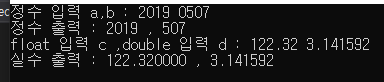 정수 입력 a,b : 2019 0507
정수 출력 : 2019 , 507
float 입력 c ,double 입력 d : 122.32 3.141592
실수 출력 : 122.320000 , 3.141592